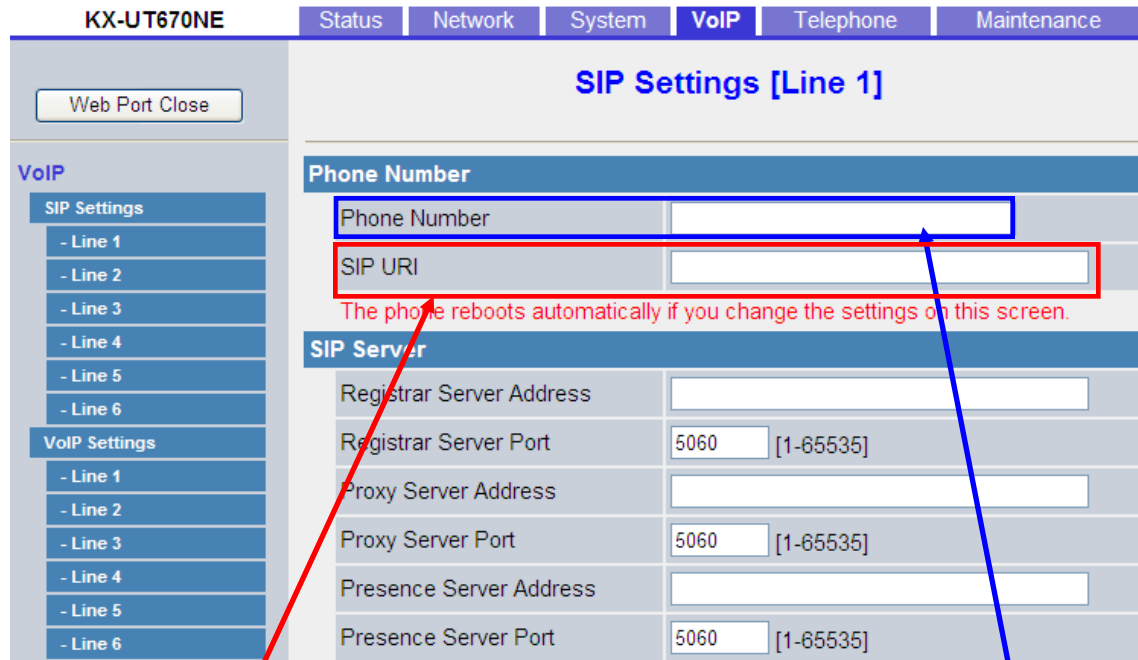 KX-UT670NE
Status Network System VoIP Telephone Maintenance
Web Port Close
SIP Settings [Line 1]
VoIP
SIP Settings
- Line 1
- Line 2
- Line 3
- Line 4
- Line 5
- Line 6
VoIP Settings
- Line 1
- Line 2
- Line 3
- Line 4
- Line 5
- Line 6
Phone Number
Phone Number
SIP URI
The phone reboots automatically if you change the settings on this screen.
SIP Server
Registrar Server Address
Registrar Server Port 5060 [1-65535]
Proxy Server Address
Proxy Server Port 5060 [1-65535]
Presence Server Address
Presence Server Port 5060 [1-65535]